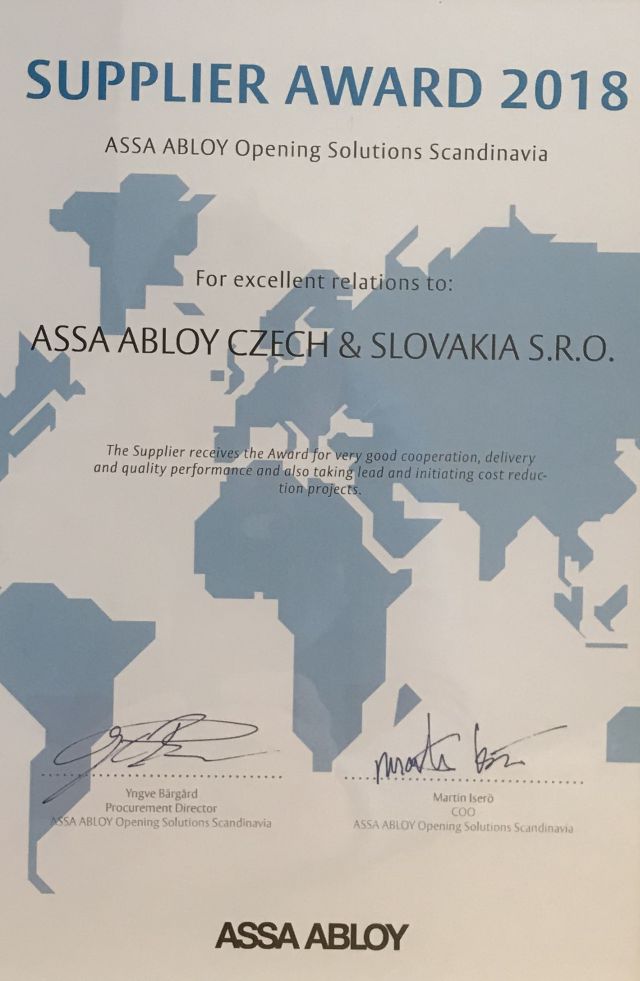 SUPPLIER AWARD 2018
ASSA ABLOY Opening Solutions Scandinavia
For excellent relations to:
ASSA ABLOY CZECH & SLOVAKIA S.R.O.
The Supplier receives the Award for very good cooperation, delivery
and quality performance and also taking lead and initiating cost reduc-
tion projects.
Yngve Bärgård
Procurement Director
ASSA ABLOY Opening Solutions Scandinavia
Martin Iserö
COO
ASSA ABLOY Opening Solutions Scandinavia
ASSA ABLOY